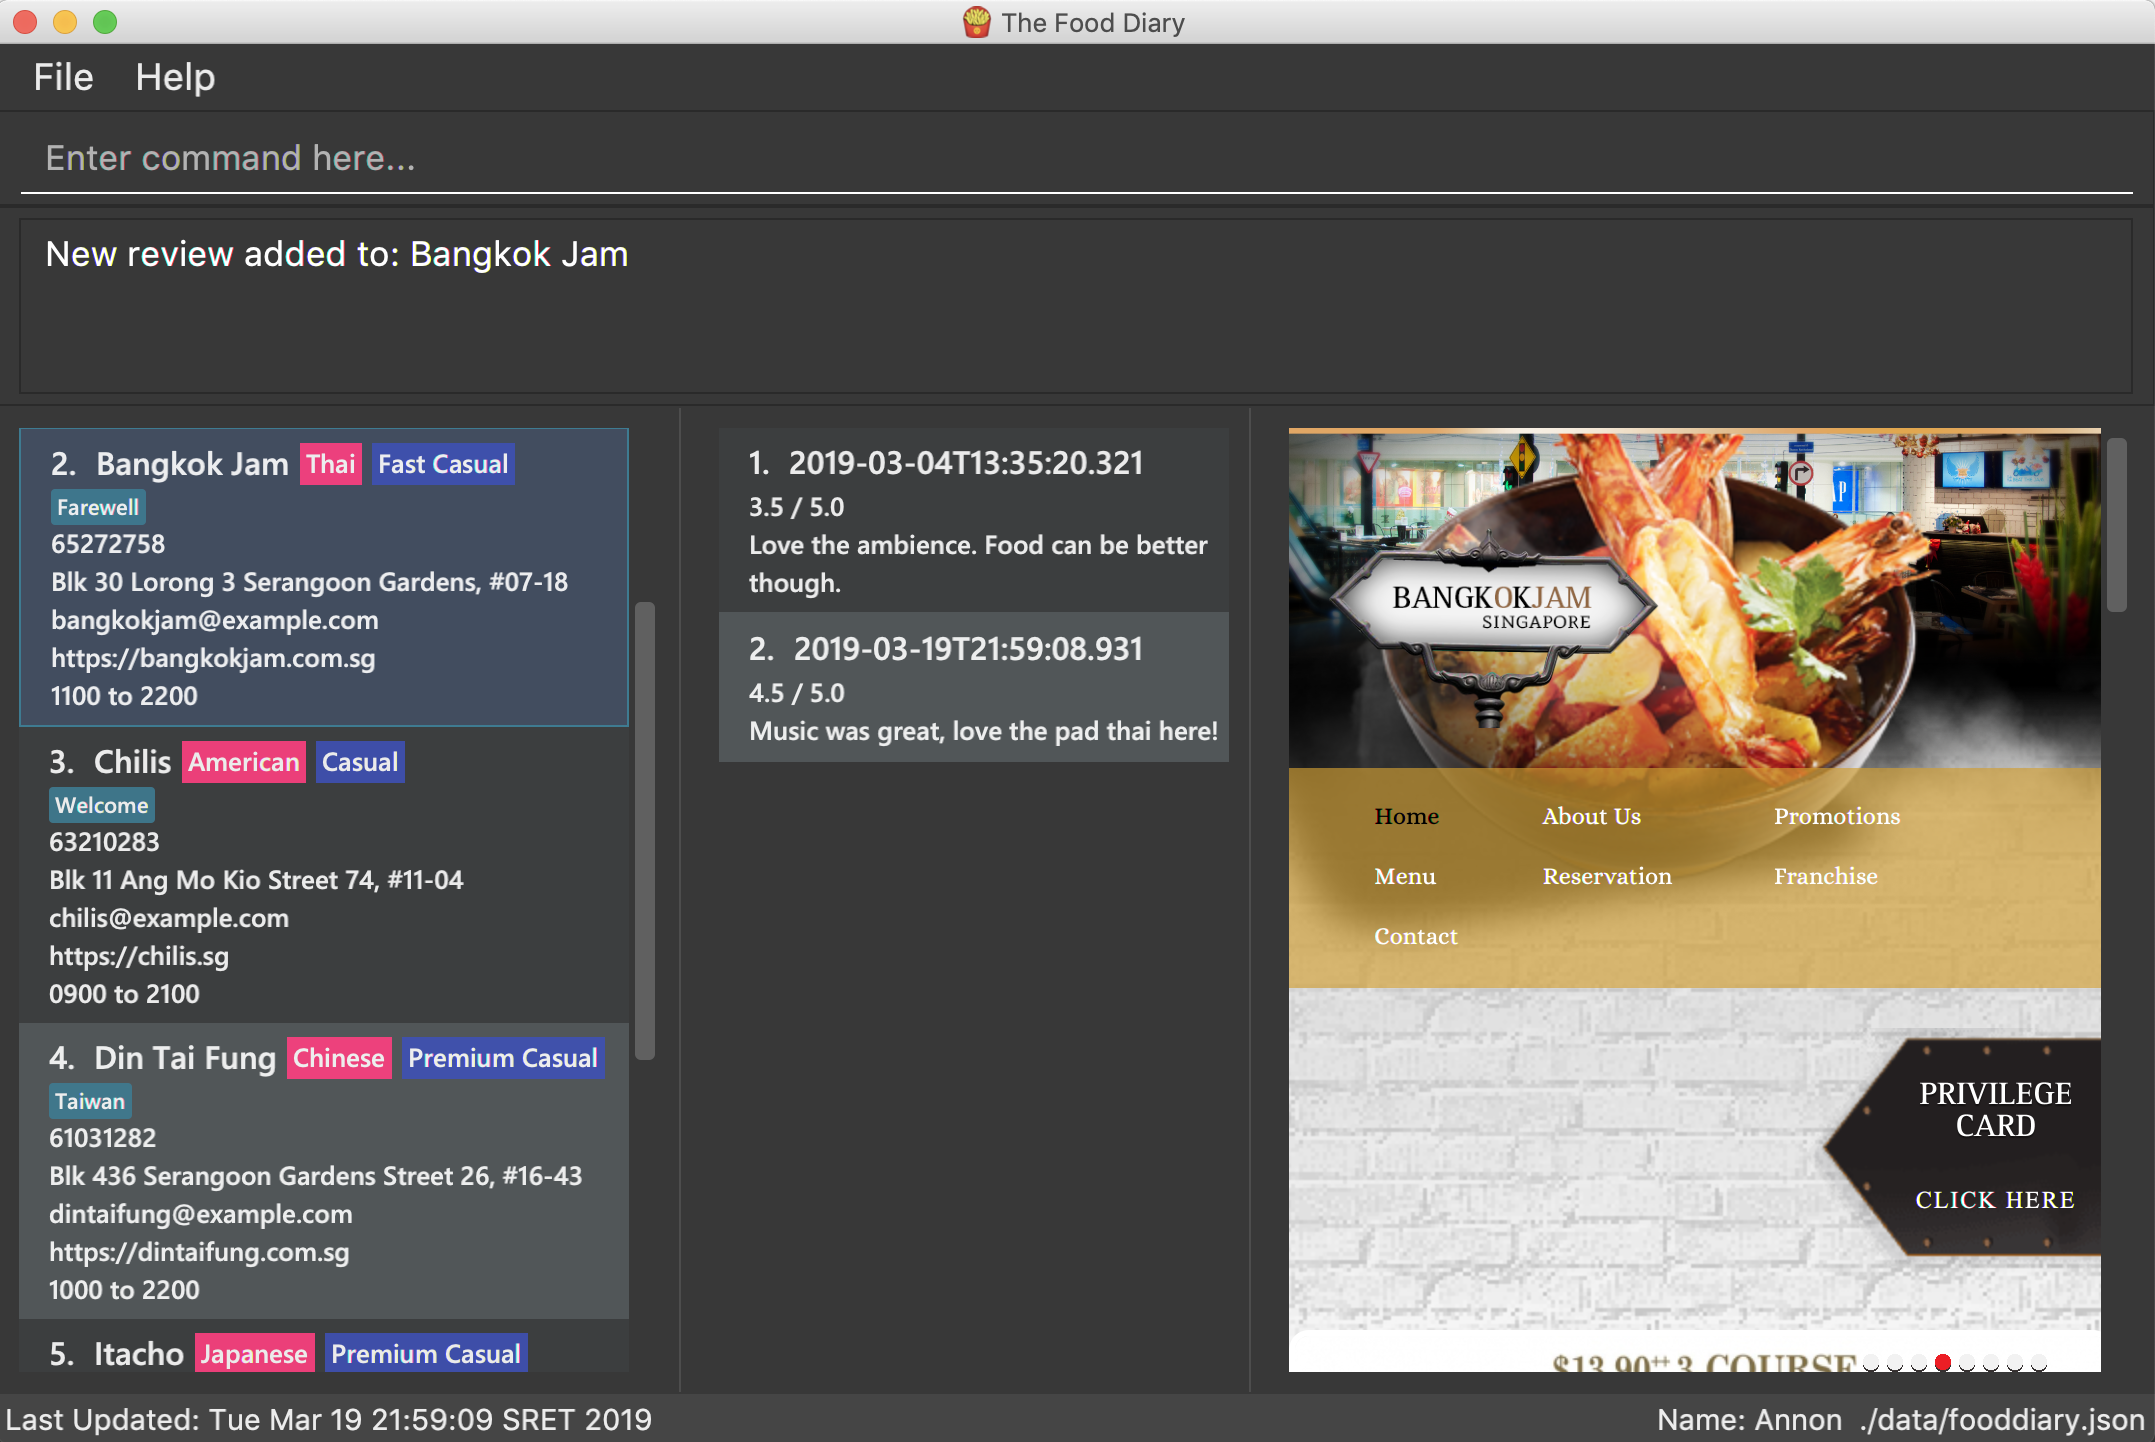 The Food Diary
File Help
Enter command here...
New review added to: Bangkok Jam
2. Bangkok Jam Thai Fast Casual
Farewell
65272758
Blk 30 Lorong 3 Serangoon Gardens, #07-18
bangkokjam@example.com
https://bangkokjam.com.sg
1100 to 2200
3. Chilis American Casual
Welcome
63210283
Blk 11 Ang Mo Kio Street 74, #11-04
chilis@example.com
https://chilis.sg
0900 to 2100
4. Din Tai Fung Chinese Premium Casual
Taiwan
61031282
Blk 436 Serangoon Gardens Street 26, #16-43
dintaifung@example.com
https://dintaifung.com.sg
1000 to 2200
5. Itacho Japanese Premium Casual
1. 2019-03-04T13:35:20.321
3.5 / 5.0
Love the ambience. Food can be better
though.
2. 2019-03-19T21:59:08.931
4.5 / 5.0
Music was great, love the pad thai here!
BANGKOKJAM
SINGAPORE
Home About Us Promotions
Menu Reservation Franchise
Contact
PRIVILEGE
CARD
CLICK HERE
$13.90++ 3 COURSE
Last Updated: Tue Mar 19 21:59:09 SRET 2019
Name: Annon ./data/fooddiary.json